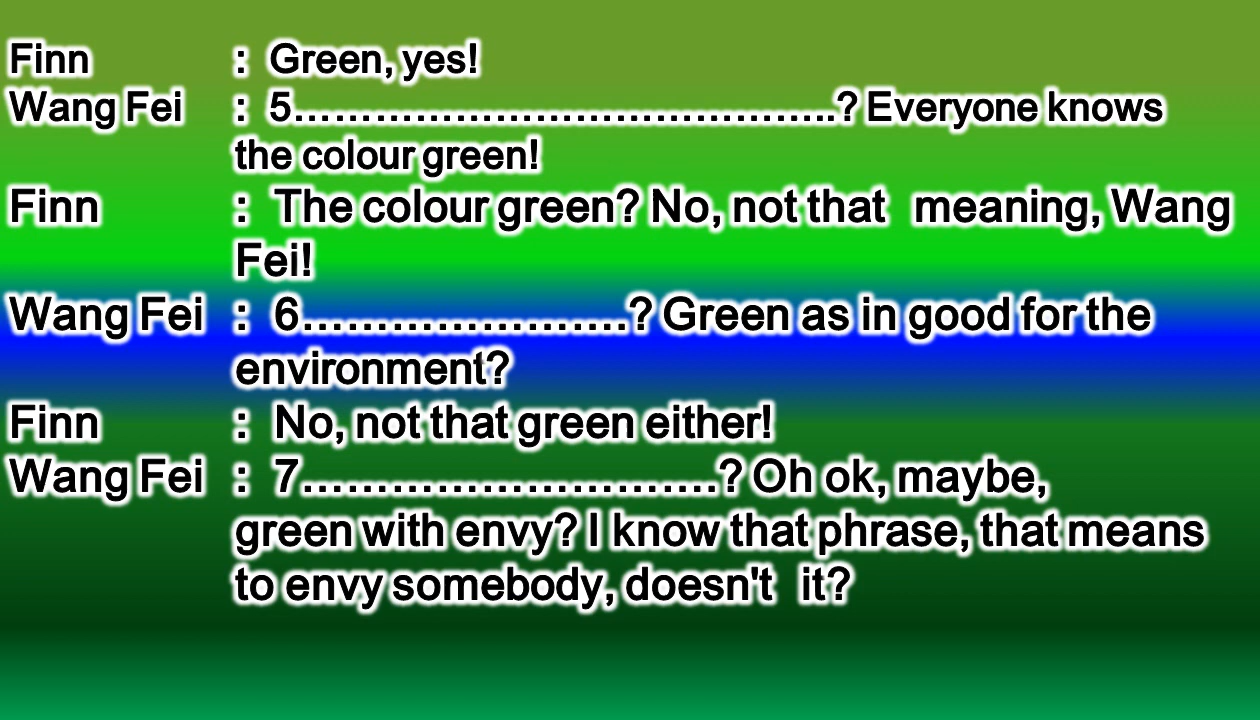 Finn : Green, yes!
Wang Fei : 5…………………………………..? Everyone knows
the colour green!
Finn : The colour green? No, not that meaning, Wang
Fei!
Wang Fei : 6………………….? Green as in good for the
environment?
Finn : No, not that green either!
Wang Fei : 7……………………….? Oh ok, maybe,
green with envy? I know that phrase, that means
to envy somebody, doesn't it?